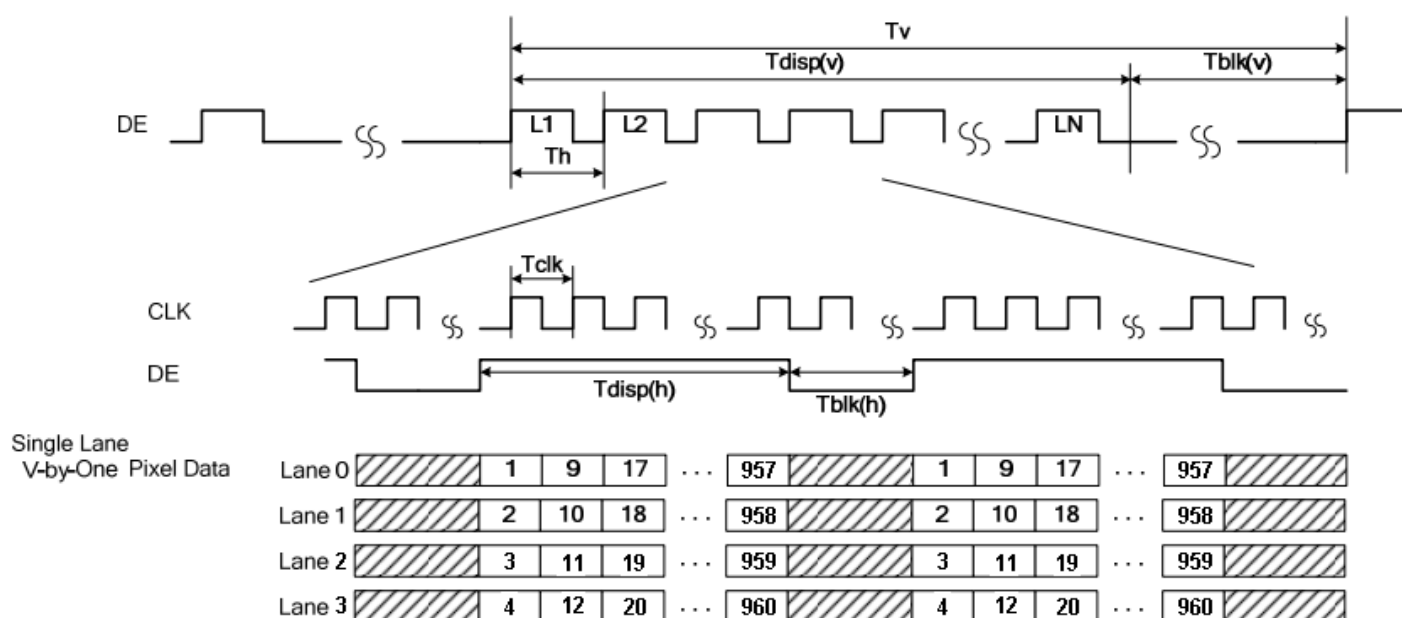 Tv
Tdisp(v) Tblk(v)
DE L1 L2 LN
Th
Tclk
CLK
DE
Tdisp(h) Tblk(h)
Single Lane
V-by-One Pixel Data Lane 0 1 9 17 ... 957 1 9 17 ... 957
Lane 1 2 10 18 ... 958 2 10 18 ... 958
Lane 2 3 11 19 ... 959 3 11 19 ... 959
Lane 3 4 12 20 ... 960 4 12 20 ... 960